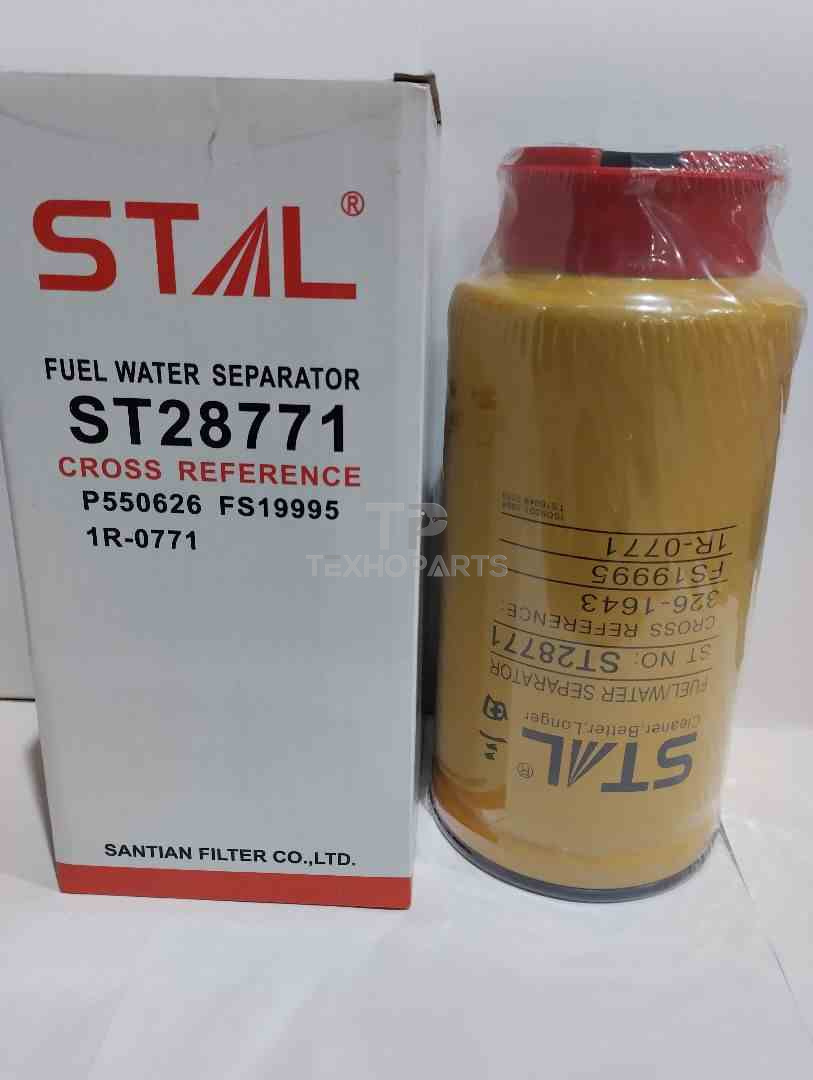 STAL®
FUEL WATER SEPARATOR
ST28771
CROSS REFERENCE
P550626 FS19995
1R-0771
SANTIAN FILTER CO.,LTD.
TP
TEXHOPARTS
STAL®
Cleaner.Better.Longer
FUEL/WATER SEPARATOR
ST NO: ST28771
CROSS REFERENCE:
326-1643
FS19995
1R-0771